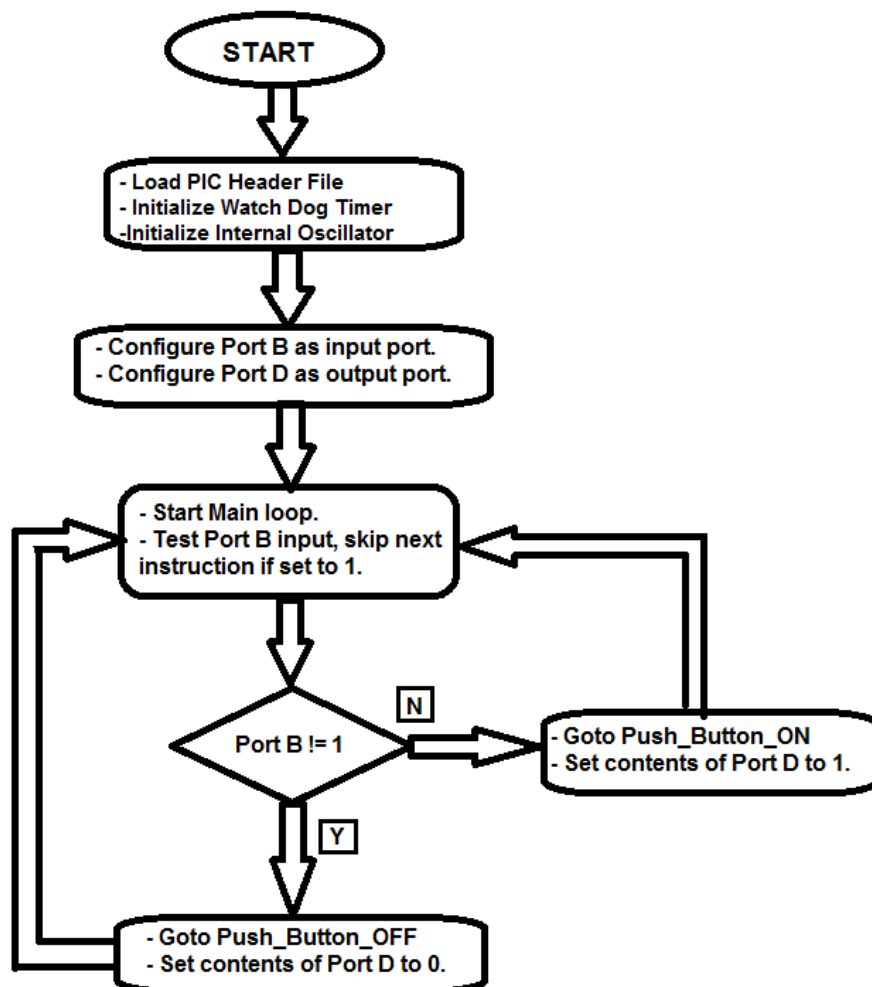 START
- Load PIC Header File
- Initialize Watch Dog Timer
-Initialize Internal Oscillator
- Configure Port B as input port.
- Configure Port D as output port.
- Start Main loop.
- Test Port B input, skip next
instruction if set to 1.
N
Port B != 1
- Goto Push_Button_ON
- Set contents of Port D to 1.
Y
- Goto Push_Button_OFF
- Set contents of Port D to 0.